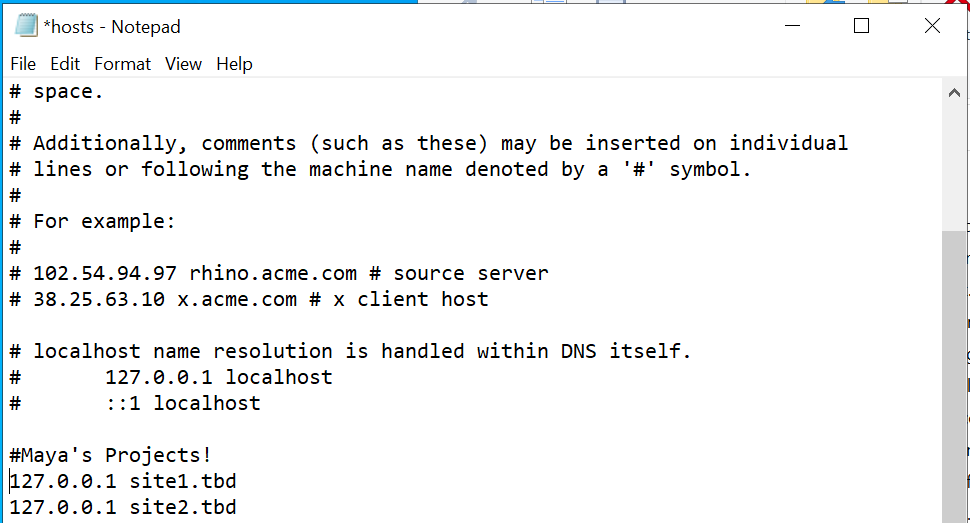 *hosts - Notepad
File Edit Format View Help
# space.
#
# Additionally, comments (such as these) may be inserted on individual
# lines or following the machine name denoted by a '#' symbol.
#
# For example:
#
# 102.54.94.97 rhino.acme.com # source server
# 38.25.63.10 x.acme.com # x client host
# localhost name resolution is handled within DNS itself.
#       127.0.0.1 localhost
#       ::1 localhost
#Maya's Projects!
127.0.0.1 site1.tbd
127.0.0.1 site2.tbd